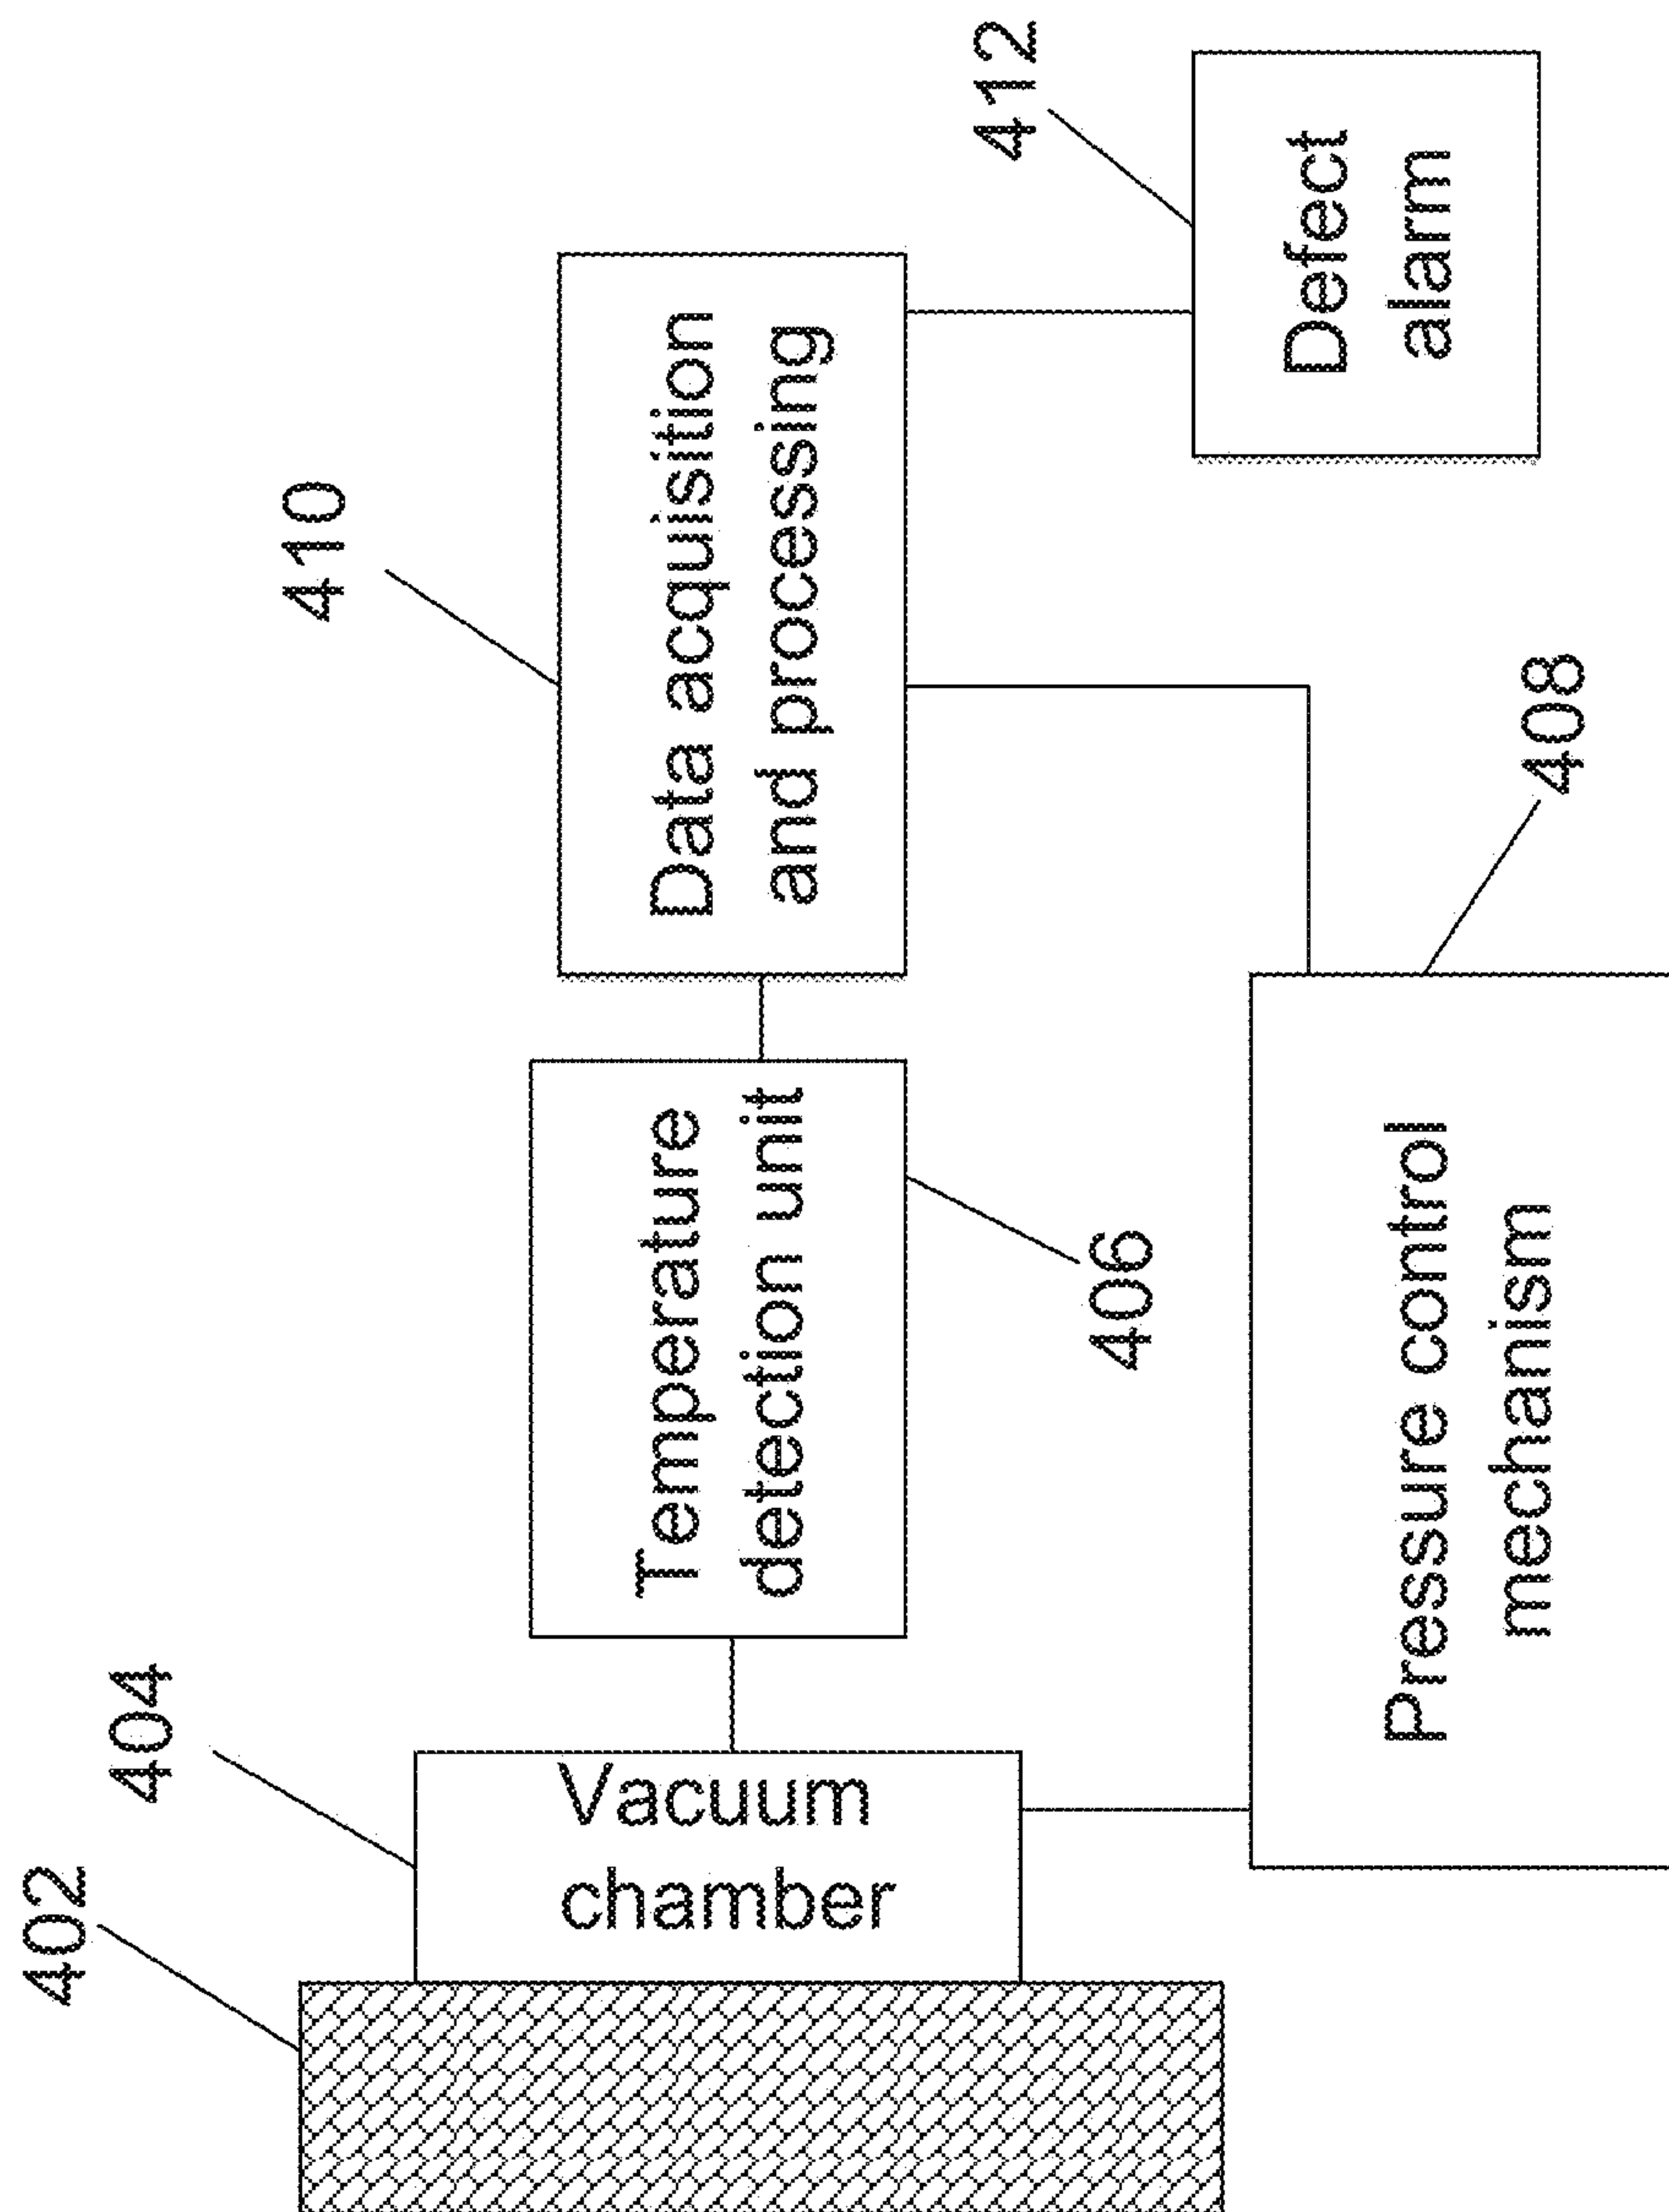 402
404
Vacuum
chamber
Temperature
detection unit
406
410
Data acquisition
and processing
Pressure control
mechanism
408
412
Defect
alarm